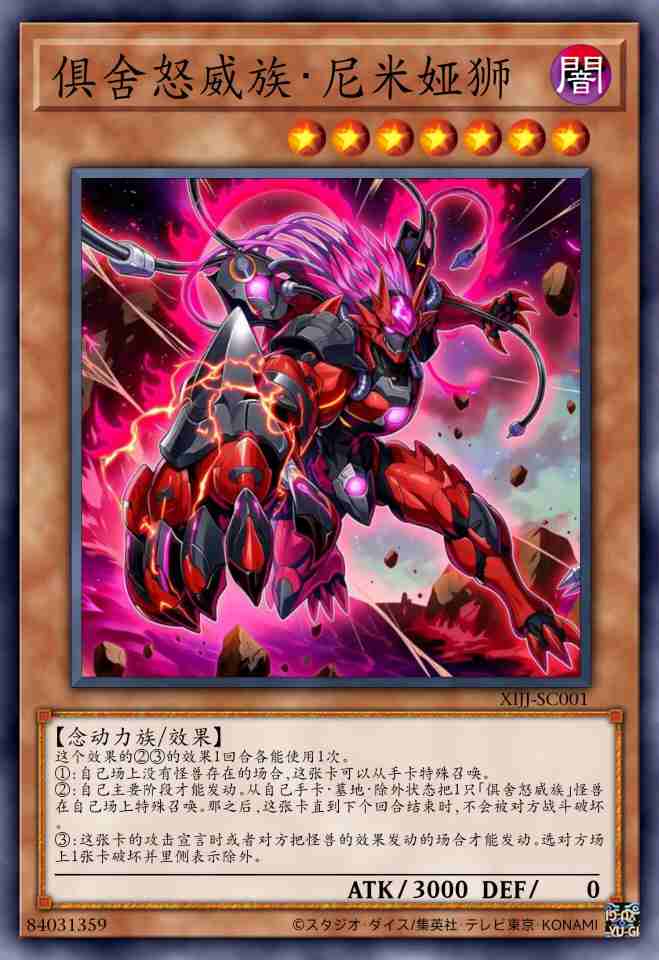 俱舍怒威族·尼米娅狮
闇
XIJJ-SC001
【念动力族/效果】
这个效果的②③的效果1回合各能使用1次。
①:自己场上没有怪兽存在的场合,这张卡可以从手卡特殊召唤。
②:自己主要阶段才能发动。从自己手卡·墓地·除外状态把1只「俱舍怒威族」怪兽
在自己场上特殊召唤。那之后,这张卡直到下个回合结束时,不会被对方战斗破坏
。
③:这张卡的攻击宣言时或者对方把怪兽的效果发动的场合才能发动。选对方场
上1张卡破坏并里侧表示除外。
ATK/3000 DEF/ 0
84031359
©スタジオ·ダイス/集英社·テレビ東京·KONAMI